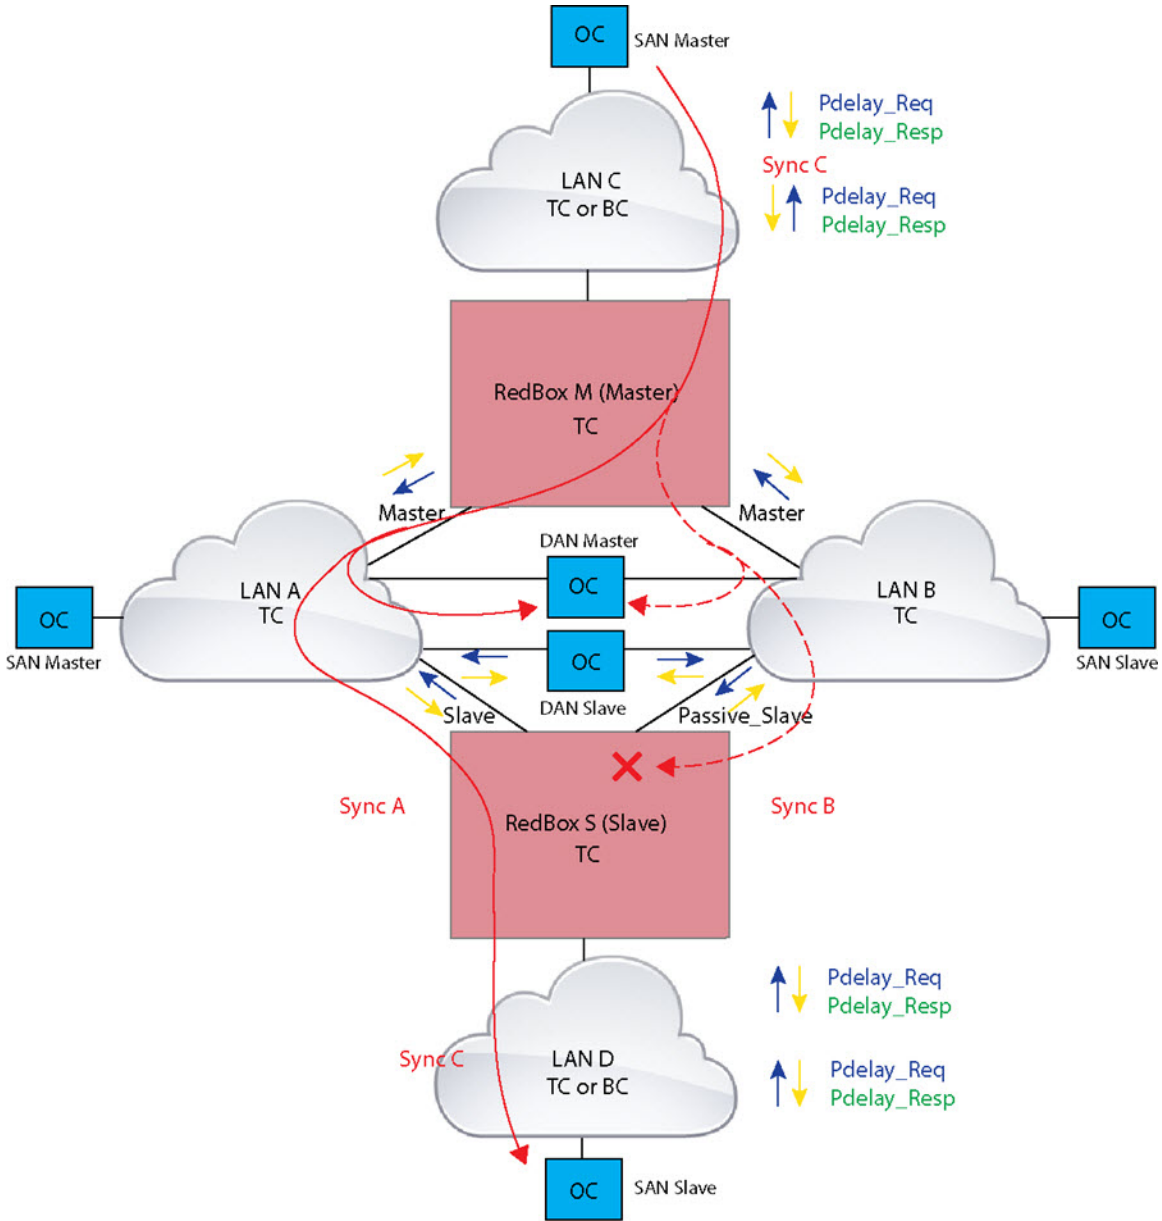 OC
SAN Master
Pdelay_Req
Pdelay_Resp
Sync C
Pdelay_Req
Pdelay_Resp
LAN C
TC or BC
RedBox M (Master)
TC
Master
Master
DAN Master
OC
LAN A
TC
LAN B
TC
OC
SAN Master
OC
SAN Slave
OC
DAN Slave
Slave
Passive_Slave
Sync A
Sync B
RedBox S (Slave)
TC
Pdelay_Req
Pdelay_Resp
Sync C
LAN D
TC or BC
Pdelay_Req
Pdelay_Resp
OC
SAN Slave